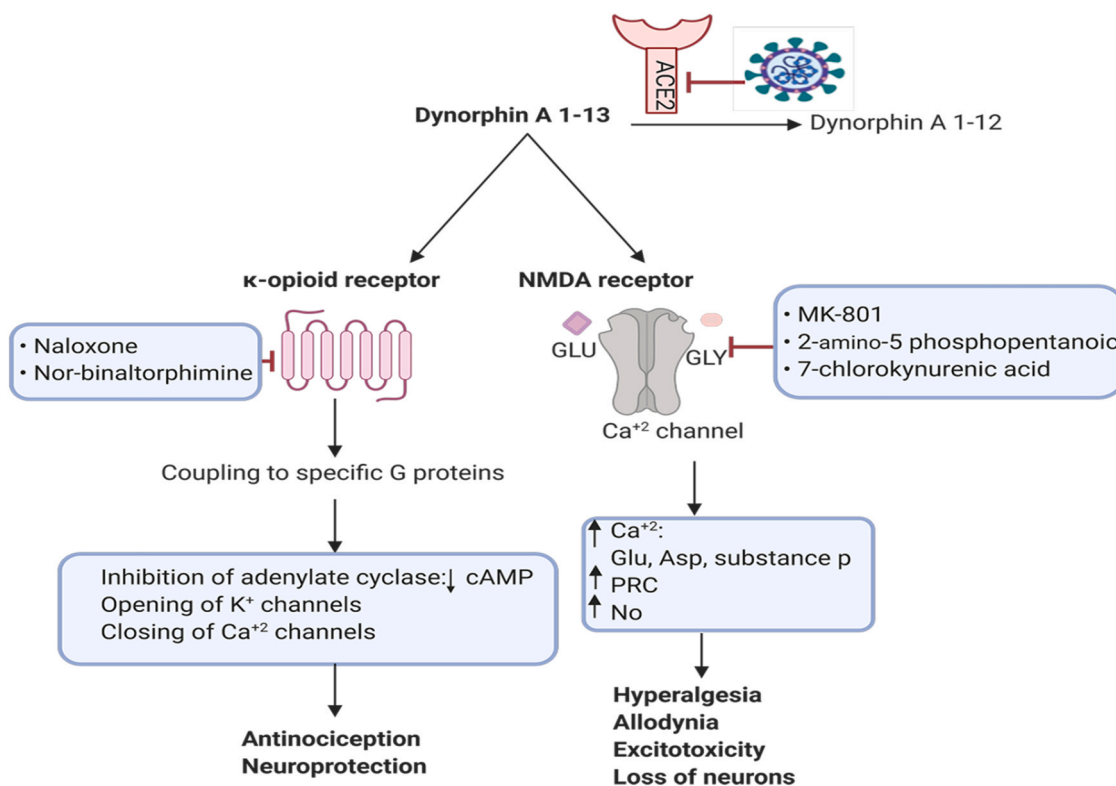 ACE2
Dynorphin A 1-13
Dynorphin A 1-12
κ-opioid receptor
NMDA receptor
• Naloxone
• Nor-binaltorphimine
GLU
GLY
• MK-801
• 2-amino-5 phosphopentanoic
• 7-chlorokynurenic acid
Ca⁺² channel
Coupling to specific G proteins
Inhibition of adenylate cyclase:↓ cAMP
Opening of K⁺ channels
Closing of Ca⁺² channels
↑ Ca⁺²:
Glu, Asp, substance p
↑ PRC
↑ No
Antinociception
Neuroprotection
Hyperalgesia
Allodynia
Excitotoxicity
Loss of neurons